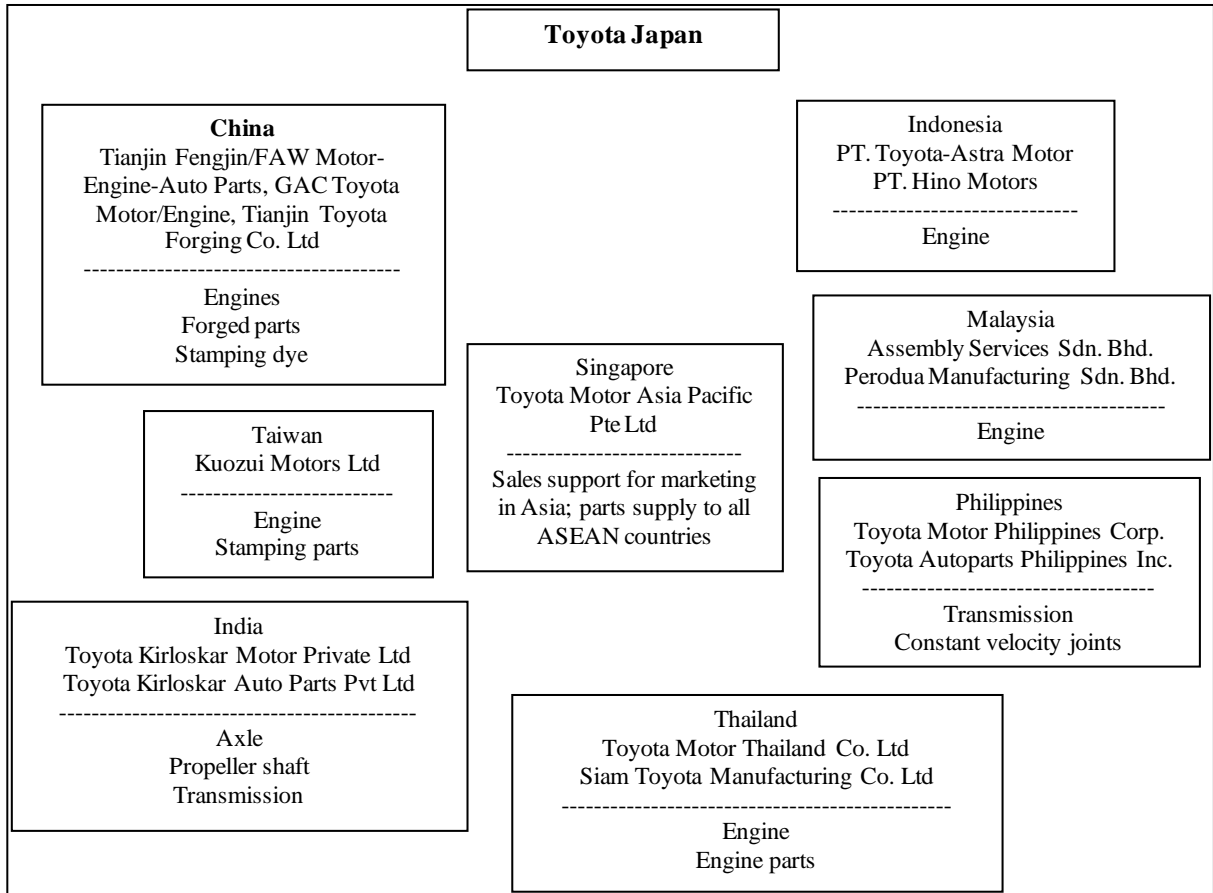 Toyota Japan
China
Tianjin Fengjin/FAW Motor-
Engine-Auto Parts, GAC Toyota
Motor/Engine, Tianjin Toyota
Forging Co. Ltd
---------------------------------------
Engines
Forged parts
Stamping dye
Indonesia
PT. Toyota-Astra Motor
PT. Hino Motors
------------------------------
Engine
Singapore
Toyota Motor Asia Pacific
Pte Ltd
-----------------------------
Sales support for marketing
in Asia; parts supply to all
ASEAN countries
Malaysia
Assembly Services Sdn. Bhd.
Perodua Manufacturing Sdn. Bhd.
--------------------------------------
Engine
Taiwan
Kuozui Motors Ltd
--------------------------
Engine
Stamping parts
Philippines
Toyota Motor Philippines Corp.
Toyota Autoparts Philippines Inc.
------------------------------------
Transmission
Constant velocity joints
India
Toyota Kirloskar Motor Private Ltd
Toyota Kirloskar Auto Parts Pvt Ltd
--------------------------------------------
Axle
Propeller shaft
Transmission
Thailand
Toyota Motor Thailand Co. Ltd
Siam Toyota Manufacturing Co. Ltd
------------------------------------------------
Engine
Engine parts